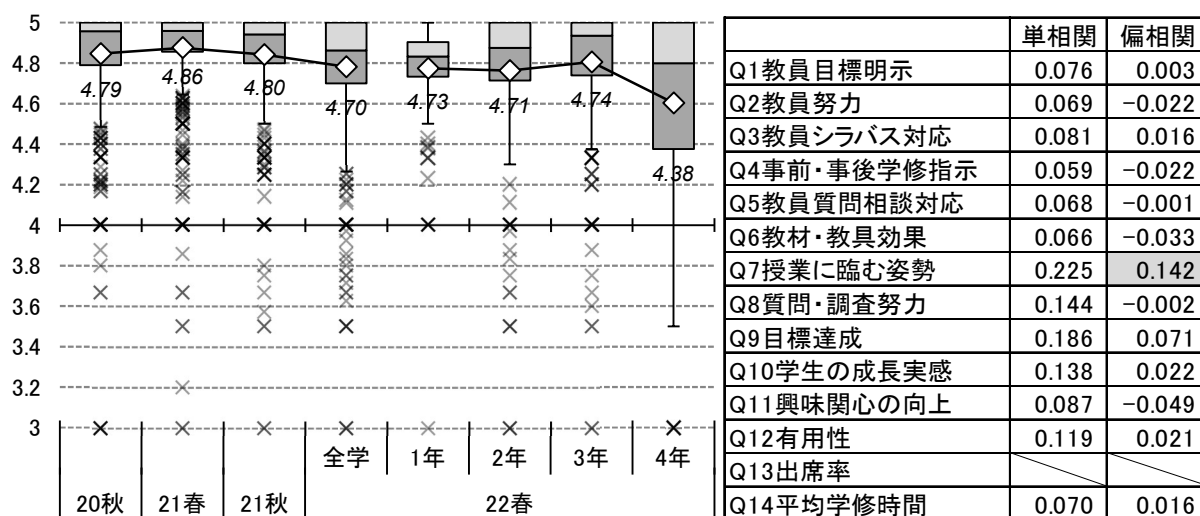 5
4.8
4.6
4.4
4.2
4
3.8
3.6
3.4
3.2
3
4.79
4.86
4.80
4.70
4.73
4.71
4.74
4.38
全学 1年 2年 3年 4年
20秋 21春 21秋 22春
単相関 偏相関
Q1教員目標明示 0.076 0.003
Q2教員努力 0.069 −0.022
Q3教員シラバス対応 0.081 0.016
Q4事前・事後学修指示 0.059 −0.022
Q5教員質問相談対応 0.068 −0.001
Q6教材・教具効果 0.066 −0.033
Q7授業に臨む姿勢 0.225 0.142
Q8質問・調査努力 0.144 −0.002
Q9目標達成 0.186 0.071
Q10学生の成長実感 0.138 0.022
Q11興味関心の向上 0.087 −0.049
Q12有用性 0.119 0.021
Q13出席率
Q14平均学修時間 0.070 0.016